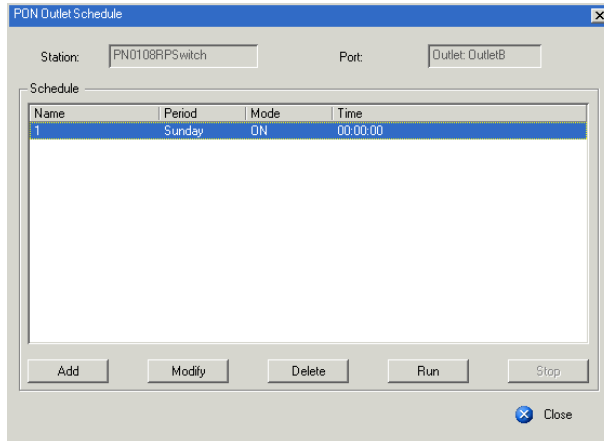 PON Outlet Schedule
Station: PN0108RPSwitch Port: Outlet: OutletB
Schedule
Name Period Mode Time
1 Sunday ON 00:00:00
Add Modify Delete Run Stop
Close